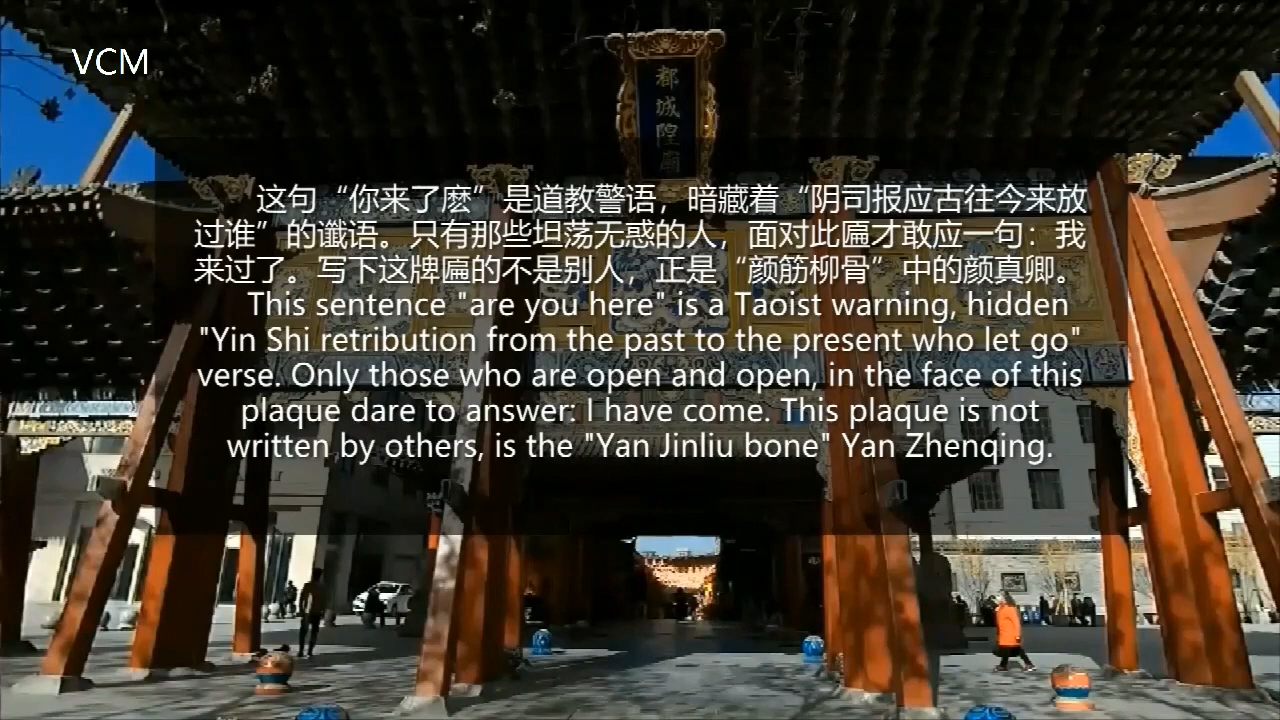 VCM
都城隍廟
这句“你来了麽”是道教警语，暗藏着“阴司报应古往今来放
过谁”的谶语。只有那些坦荡无惑的人，面对此匾才敢应一句：我
来过了。写下这牌匾的不是别人，正是“颜筋柳骨”中的颜真卿。
This sentence "are you here" is a Taoist warning, hidden
"Yin Shi retribution from the past to the present who let go"
verse. Only those who are open and open, in the face of this
plaque dare to answer: I have come. This plaque is not
written by others, is the "Yan Jinliu bone" Yan Zhenqing.